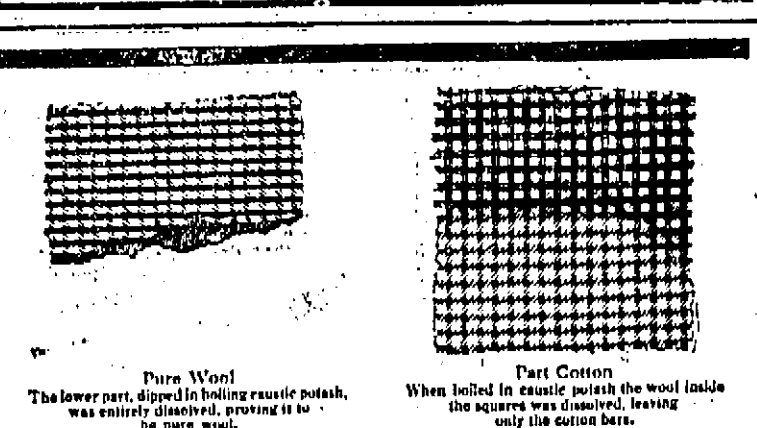 Pure Wool
The lower part, dipped in boiling caustic potash,
was entirely dissolved, proving it to
be pure wool.
Part Cotton
When boiled in caustic potash the wool inside
the squares was dissolved, leaving
only the cotton bars.